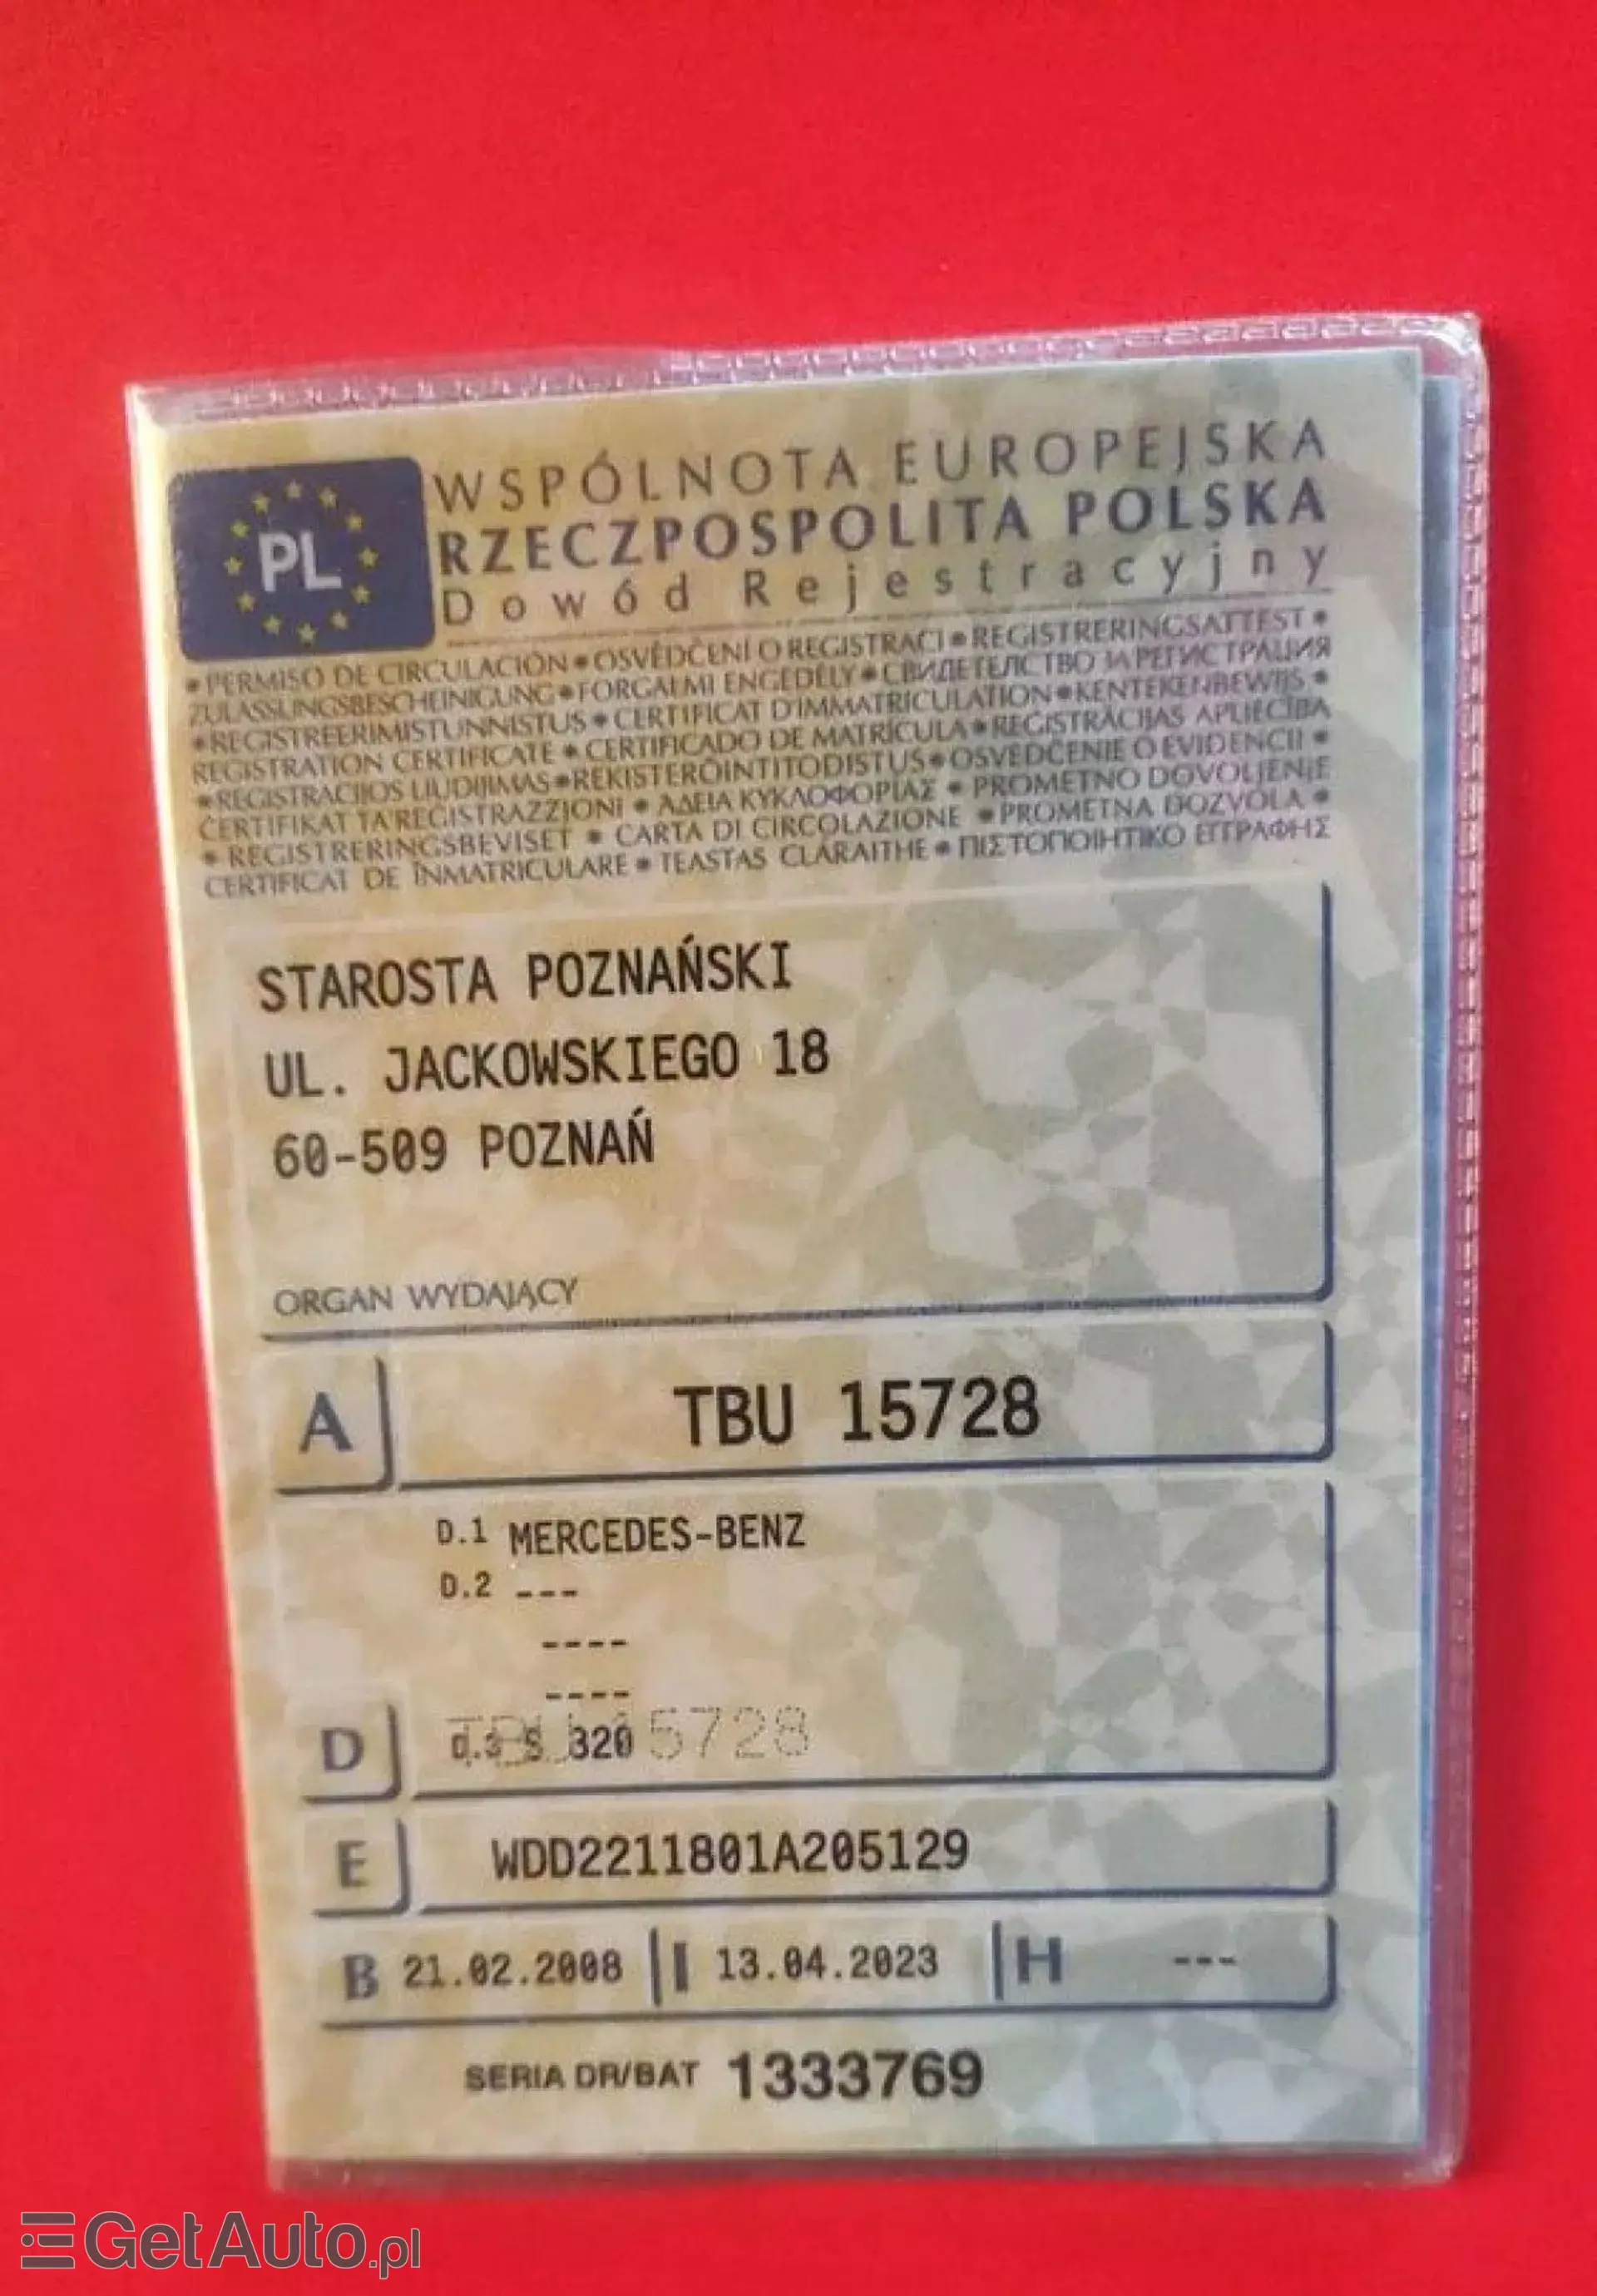 PL
WSPÓLNOTA EUROPEJSKA
RZECZPOSPOLITA POLSKA
Dowód Rejestracyjny
• PERMISO DE CIRCULACIÓN • OSVĚDČENÍ O REGISTRACI • REGISTRERINGSATTEST •
ZULASSUNGSBESCHEINIGUNG • FORGALMI ENGEDÉLY • СВИДЕТЕЛСТВО ЗА РЕГИСТРАЦИЯ
• REGISTREERIMISTUNNISTUS • CERTIFICAT D'IMMATRICULATION • KENTEKENBEWIJS •
REGISTRATION CERTIFICATE • CERTIFICADO DE MATRÍCULA • REGISTRĀCIJAS APLIECĪBA
• REGISTRACIJOS LIUDIJIMAS • REKISTERÖINTITODISTUS • OSVEDČENIE O EVIDENCII •
ĊERTIFIKAT TA'REĠISTRAZZJONI • ΑΔΕΙΑ ΚΥΚΛΟΦΟΡΙΑΣ • PROMETNO DOVOLJENJE
• REGISTRERINGSBEVISET • CARTA DI CIRCOLAZIONE • PROMETNA DOZVOLA •
CERTIFICAT DE ÎNMATRICULARE • TEASTAS CLÁRAITHE • ΠΙΣΤΟΠΟΙΗΤΙΚΟ ΕΓΓΡΑΦΗΣ
STAROSTA POZNAŃSKI
UL. JACKOWSKIEGO 18
60-509 POZNAŃ
ORGAN WYDAJĄCY
A TBU 15728
D.1 MERCEDES-BENZ
D.2 ---
----
----
D D.3 S 320 TBU 15728
E WDD2211801A205129
B 21.02.2008 I 13.04.2023 H ---
SERIA DR/BAT 1333769
GetAuto.pl